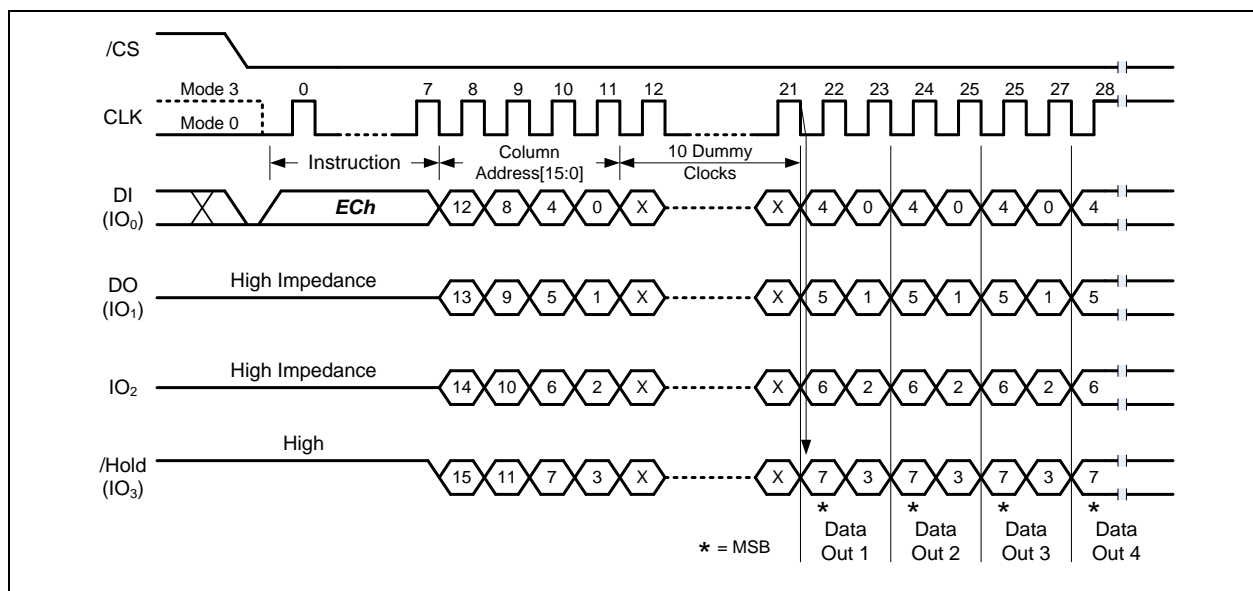 /CS
Mode 3 0 7 8 9 10 11 12 21 22 23 24 25 25 27 28
CLK
Mode 0
Instruction Column 10 Dummy
Address[15:0] Clocks
DI
(IO₀) ECh 12 8 4 0 X X 4 0 4 0 4 0 4
High Impedance
DO
(IO₁) 13 9 5 1 X X 5 1 5 1 5 1 5
High Impedance
IO₂ 14 10 6 2 X X 6 2 6 2 6 2 6
High
/Hold
(IO₃) 15 11 7 3 X X 7 3 7 3 7 3 7
* * * *
* = MSB Data Data Data Data
Out 1 Out 2 Out 3 Out 4